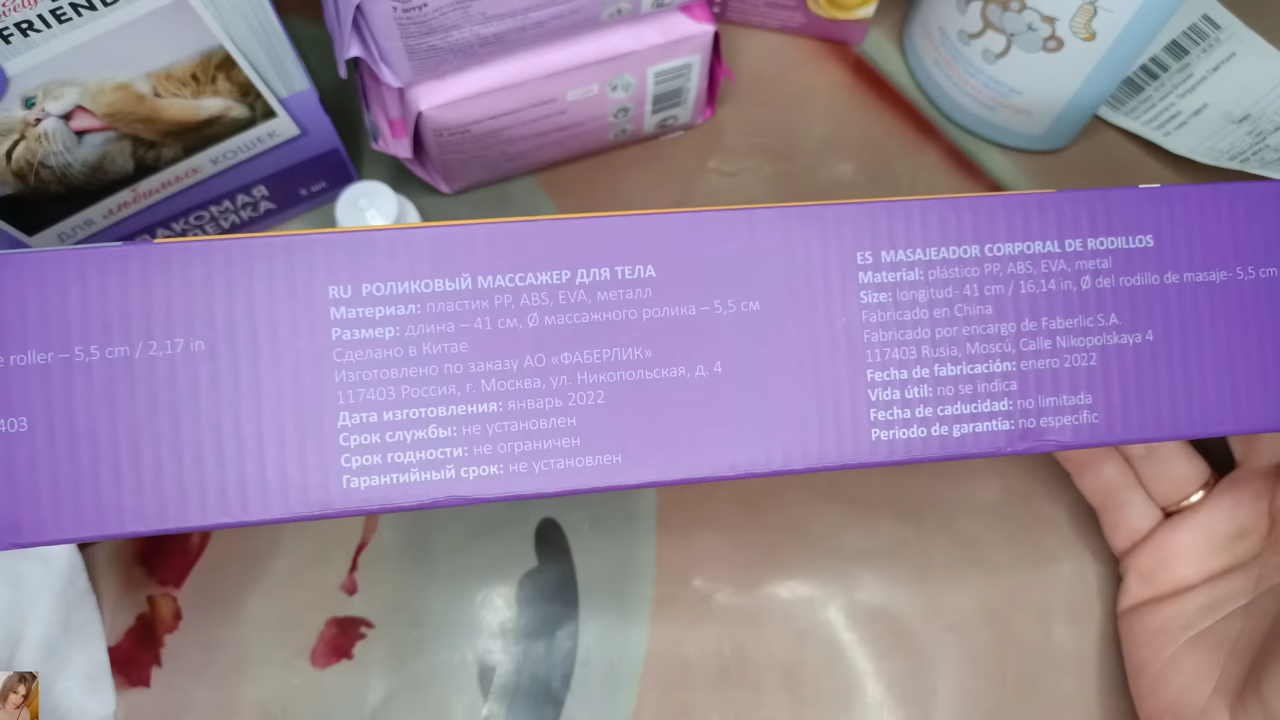 FRIEND
ДЛЯ любимых КОШЕК
ЛАКОМАЯ
8 шт.
7 штук
e roller – 5,5 cm / 2,17 in
403
RU РОЛИКОВЫЙ МАССАЖЕР ДЛЯ ТЕЛА
Материал: пластик PP, ABS, EVA, металл
Размер: длина – 41 см, Ø массажного ролика – 5,5 см
Сделано в Китае
Изготовлено по заказу АО «ФАБЕРЛИК»
117403 Россия, г. Москва, ул. Никопольская, д. 4
Дата изготовления: январь 2022
Срок службы: не установлен
Срок годности: не ограничен
Гарантийный срок: не установлен
ES MASAJEADOR CORPORAL DE RODILLOS
Material: plástico PP, ABS, EVA, metal
Size: longitud- 41 cm / 16,14 in, Ø del rodillo de masaje- 5,5 cm
Fabricado en China
Fabricado por encargo de Faberlic S.A.
117403 Rusia, Moscú, Calle Nikopolskaya 4
Fecha de fabricación: enero 2022
Vida útil: no se indica
Fecha de caducidad: no limitada
Periodo de garantía: no especific